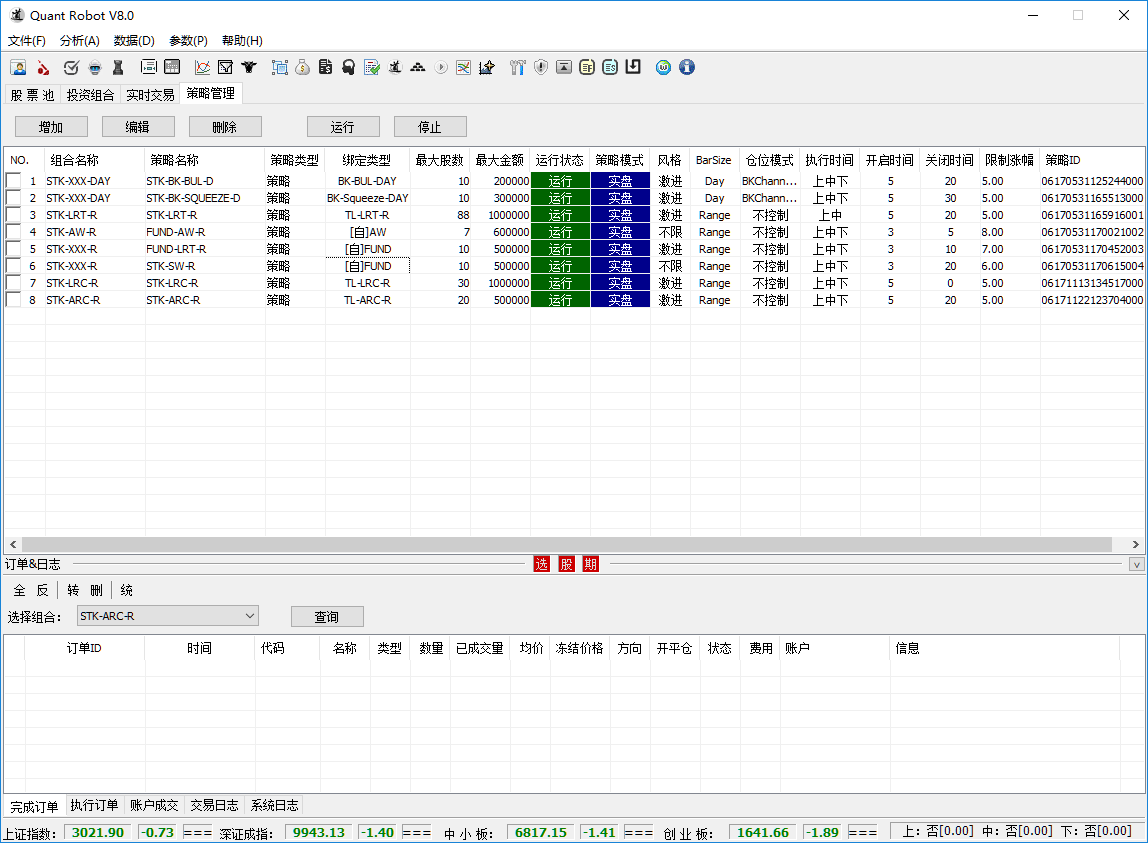 Quant Robot V8.0
文件(F) 分析(A) 数据(D) 参数(P) 帮助(H)
股 票 池 投资组合 实时交易 策略管理
增加 编辑 删除 运行 停止
NO. 组合名称 策略名称 策略类型 绑定类型 最大股数 最大金额 运行状态 策略模式 风格 BarSize 仓位模式 执行时间 开启时间 关闭时间 限制涨幅 策略ID
1 STK-XXX-DAY STK-BK-BUL-D 策略 BK-BUL-DAY 10 200000 运行 实盘 激进 Day BKChann... 上中下 5 20 5.00 06170531125244000
2 STK-XXX-DAY STK-BK-SQUEEZE-D 策略 BK-Squeeze-DAY 10 300000 运行 实盘 激进 Day BKChann... 上中下 5 30 5.00 06170531165513000
3 STK-LRT-R STK-LRT-R 策略 TL-LRT-R 88 1000000 运行 实盘 激进 Range 不控制 上中 5 20 5.00 06170531165916001
4 STK-AW-R FUND-AW-R 策略 [自]AW 7 600000 运行 实盘 不限 Range 不控制 上中下 3 5 8.00 06170531170021002
5 STK-XXX-R FUND-LRT-R 策略 [自]FUND 10 500000 运行 实盘 激进 Range 不控制 上中下 3 10 7.00 06170531170452003
6 STK-XXX-R STK-SW-R 策略 [自]FUND 10 500000 运行 实盘 不限 Range 不控制 上中下 3 20 6.00 06170531170615004
7 STK-LRC-R STK-LRC-R 策略 TL-LRC-R 30 1000000 运行 实盘 激进 Range 不控制 上中下 5 0 5.00 06171113134517000
8 STK-ARC-R STK-ARC-R 策略 TL-ARC-R 20 500000 运行 实盘 激进 Range 不控制 上中下 5 20 5.00 06171122123704000
订单&日志 选 股 期
全 反 转 删 统
选择组合： STK-ARC-R 查询
订单ID 时间 代码 名称 类型 数量 已成交量 均价 冻结价格 方向 开平仓 状态 费用 账户 信息
完成订单 执行订单 账户成交 交易日志 系统日志
上证指数： 3021.90 -0.73 === 深证成指： 9943.13 -1.40 === 中 小 板： 6817.15 -1.41 === 创 业 板： 1641.66 -1.89 === 上：否[0.00] 中：否[0.00] 下：否[0.00]